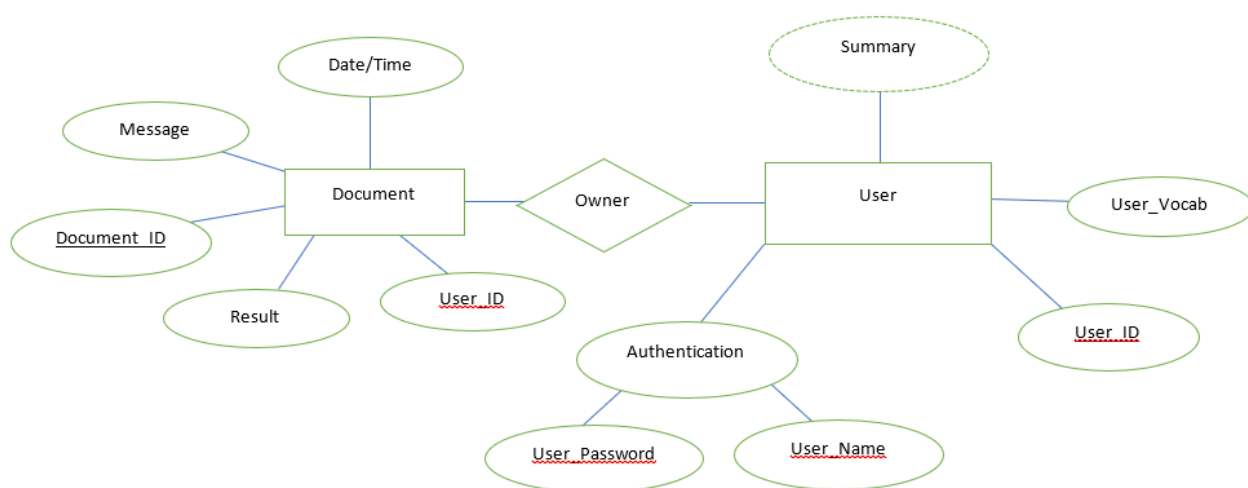 Summary
Date/Time
Message
Document
Owner
User
User_Vocab
Document_ID
User_ID
Result
User_ID
Authentication
User_Password
User_Name